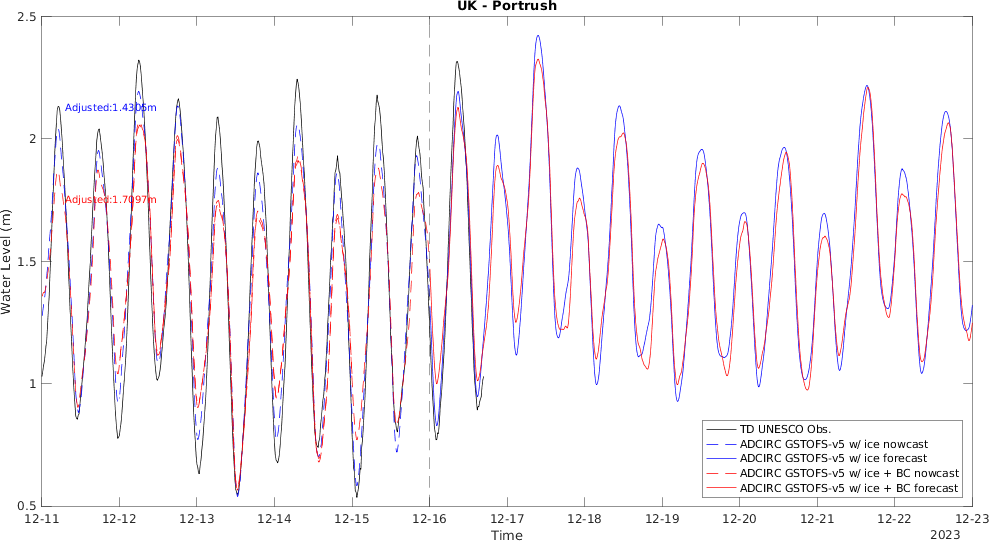 UK - Portrush
2.5
2
1.5
1
0.5
Water Level (m)
Adjusted:1.4305m
Adjusted:1.7097m
TD UNESCO Obs.
ADCIRC GSTOFS-v5 w/ ice nowcast
ADCIRC GSTOFS-v5 w/ ice forecast
ADCIRC GSTOFS-v5 w/ ice + BC nowcast
ADCIRC GSTOFS-v5 w/ ice + BC forecast
12-11 12-12 12-13 12-14 12-15 12-16 12-17 12-18 12-19 12-20 12-21 12-22 12-23
Time
2023